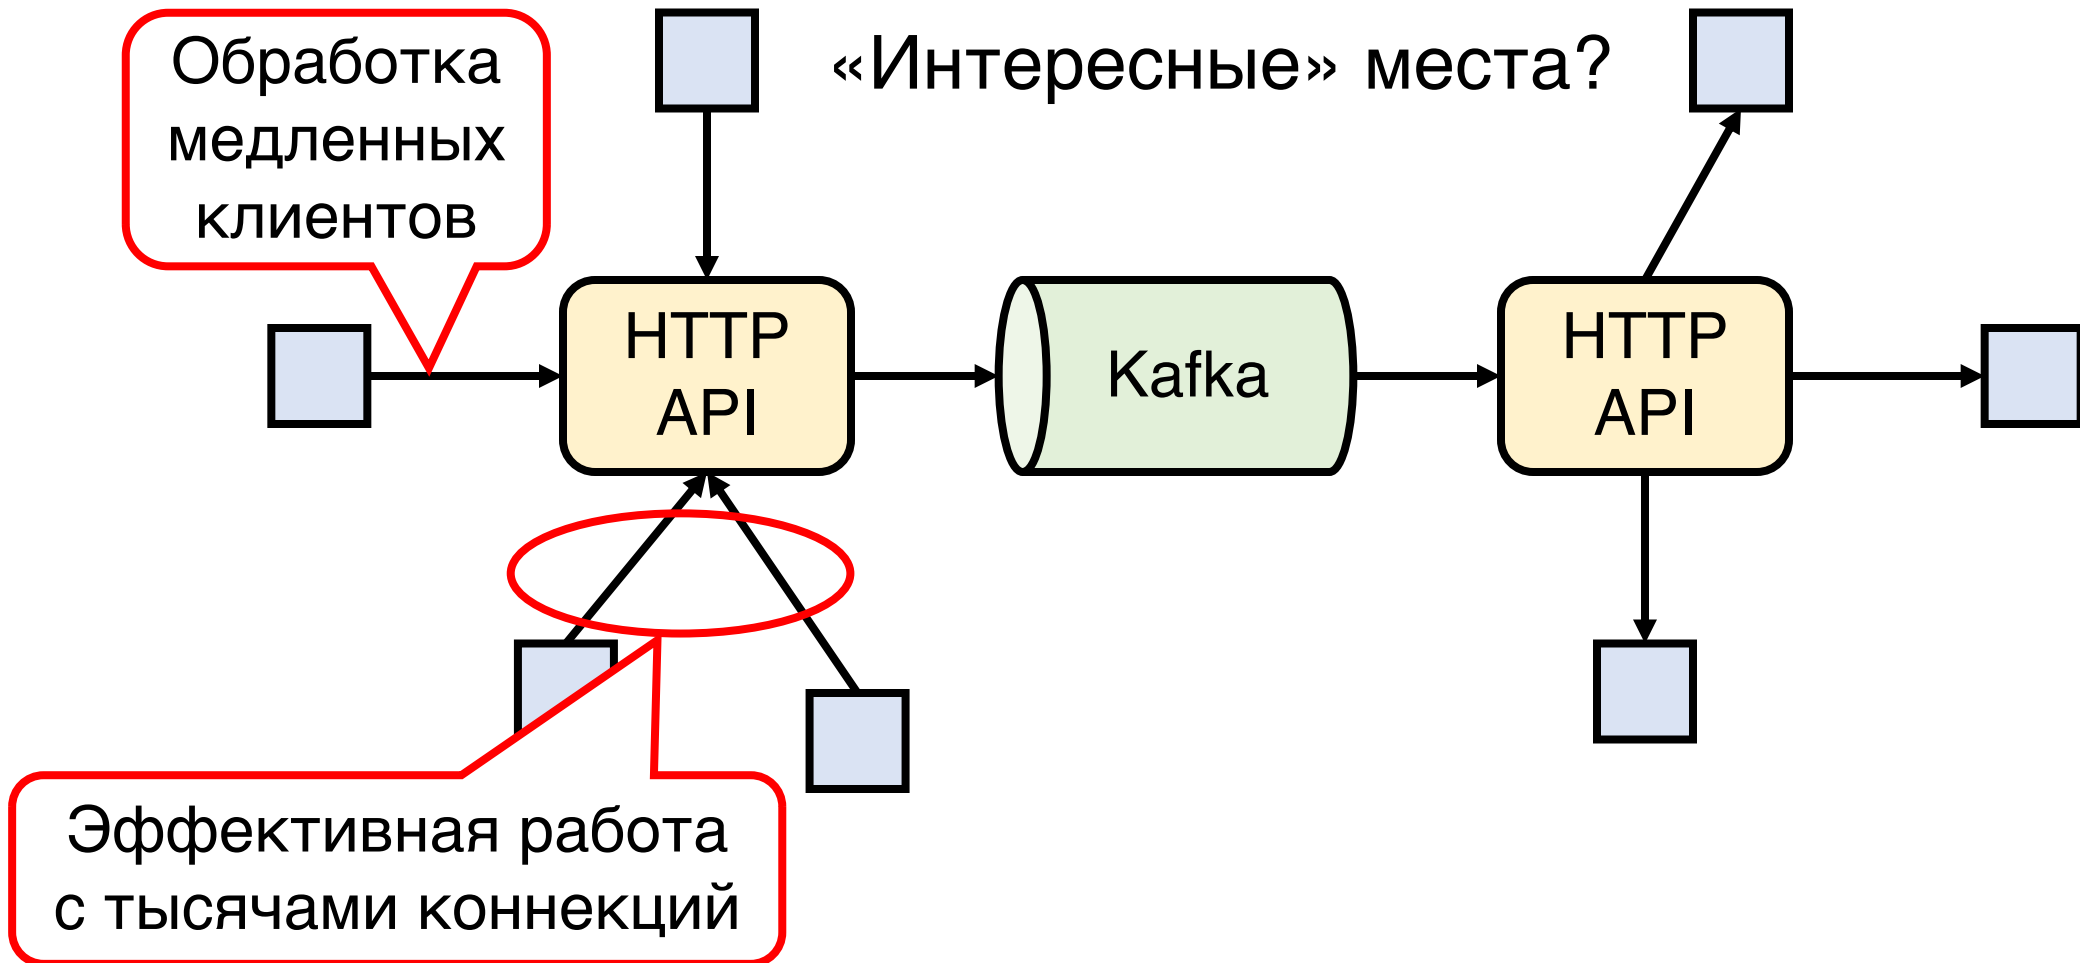 Обработка
медленных
клиентов
«Интересные» места?
HTTP
API
Kafka
HTTP
API
Эффективная работа
с тысячами коннекций